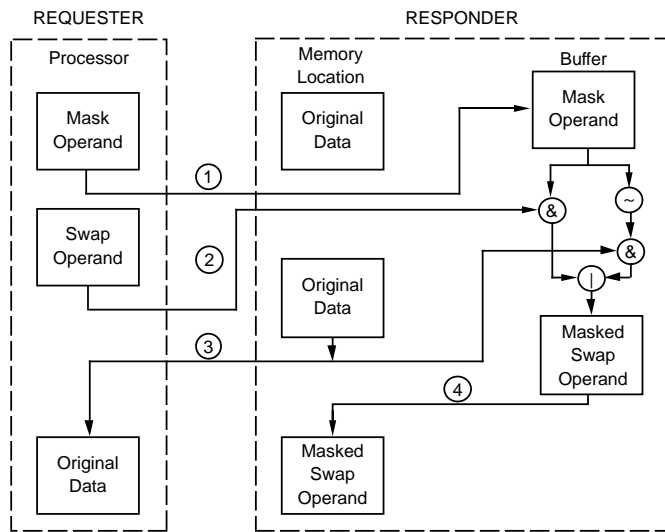 REQUESTER
RESPONDER
Processor
Memory
Location
Buffer
Mask
Operand
Original
Data
Mask
Operand
1
&
~
Swap
Operand
2
&
Original
Data
|
3
Masked
Swap
Operand
4
Original
Data
Masked
Swap
Operand